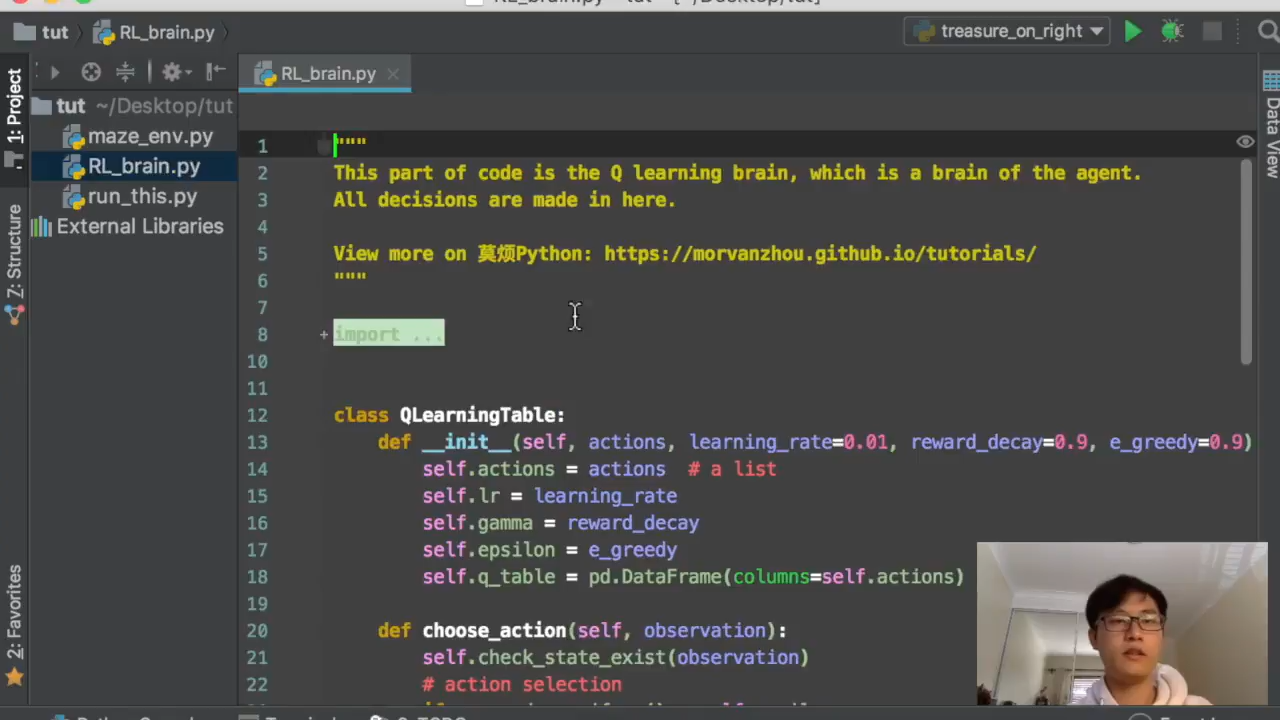 RL_brain.py - tut - [~/Desktop/tut]
tut
RL_brain.py
treasure_on_right
1: Project
Z: Structure
2: Favorites
Data View
tut ~/Desktop/tut
maze_env.py
RL_brain.py
run_this.py
External Libraries
RL_brain.py
1 """
2 This part of code is the Q learning brain, which is a brain of the agent.
3 All decisions are made in here.
4
5 View more on 莫烦Python: https://morvanzhou.github.io/tutorials/
6 """
7
8 import ...
10
11
12 class QLearningTable:
13 def __init__(self, actions, learning_rate=0.01, reward_decay=0.9, e_greedy=0.9)
14 self.actions = actions # a list
15 self.lr = learning_rate
16 self.gamma = reward_decay
17 self.epsilon = e_greedy
18 self.q_table = pd.DataFrame(columns=self.actions)
19
20 def choose_action(self, observation):
21 self.check_state_exist(observation)
22 # action selection